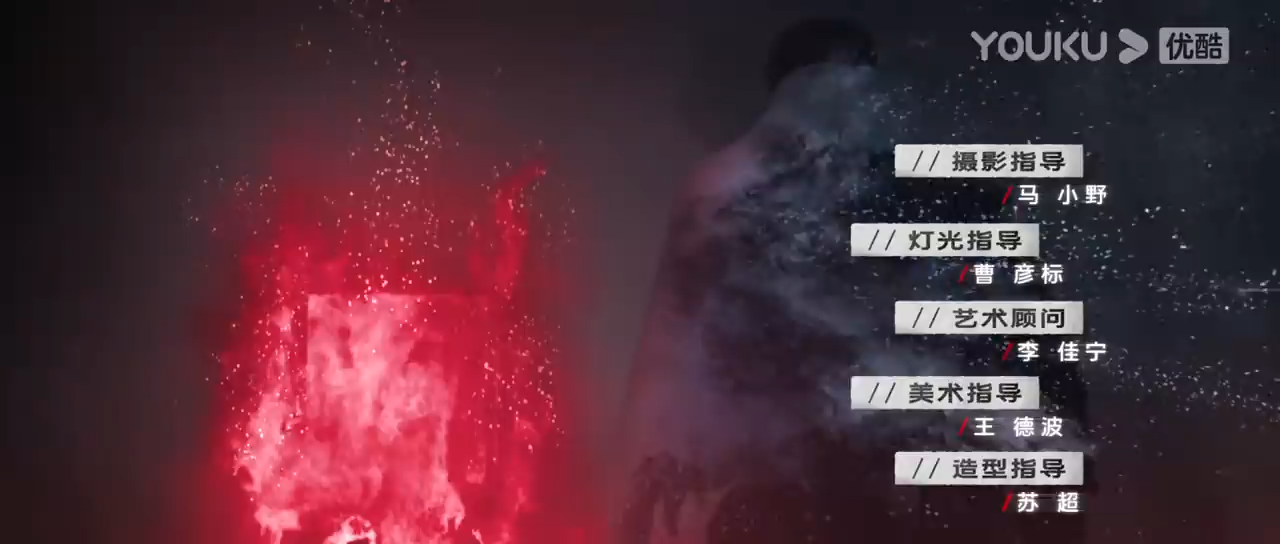 YOUKU 优酷
// 摄影指导
/马 小野
// 灯光指导
/曹 彦标
// 艺术顾问
/李 佳宁
// 美术指导
/王 德波
// 造型指导
/苏 超